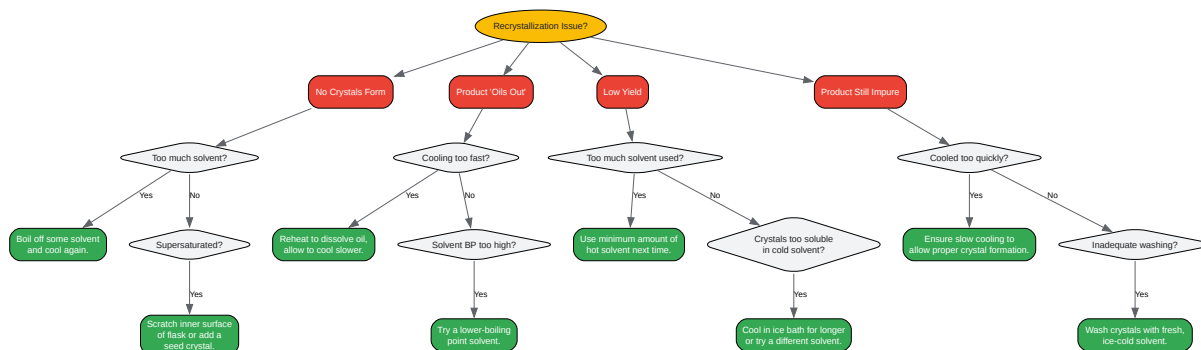 Recrystallization Issue?
No Crystals Form
Product 'Oils Out'
Low Yield
Product Still Impure
Too much solvent?
Cooling too fast?
Too much solvent used?
Cooled too quickly?
Yes
No
Yes
No
Yes
No
Yes
No
Boil off some solvent
and cool again.
Supersaturated?
Reheat to dissolve oil,
allow to cool slower.
Solvent BP too high?
Use minimum amount of
hot solvent next time.
Crystals too soluble
in cold solvent?
Ensure slow cooling to
allow proper crystal formation.
Inadequate washing?
Yes
Yes
Yes
Yes
Scratch inner surface
of flask or add a
seed crystal.
Try a lower-boiling
point solvent.
Cool in ice bath for longer
or try a different solvent.
Wash crystals with fresh,
ice-cold solvent.